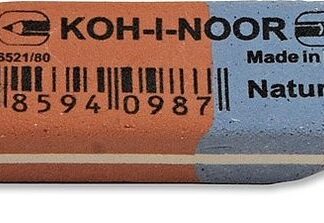 KOH-I-NOOR
6521/80
Made in
Natur
8594 0987